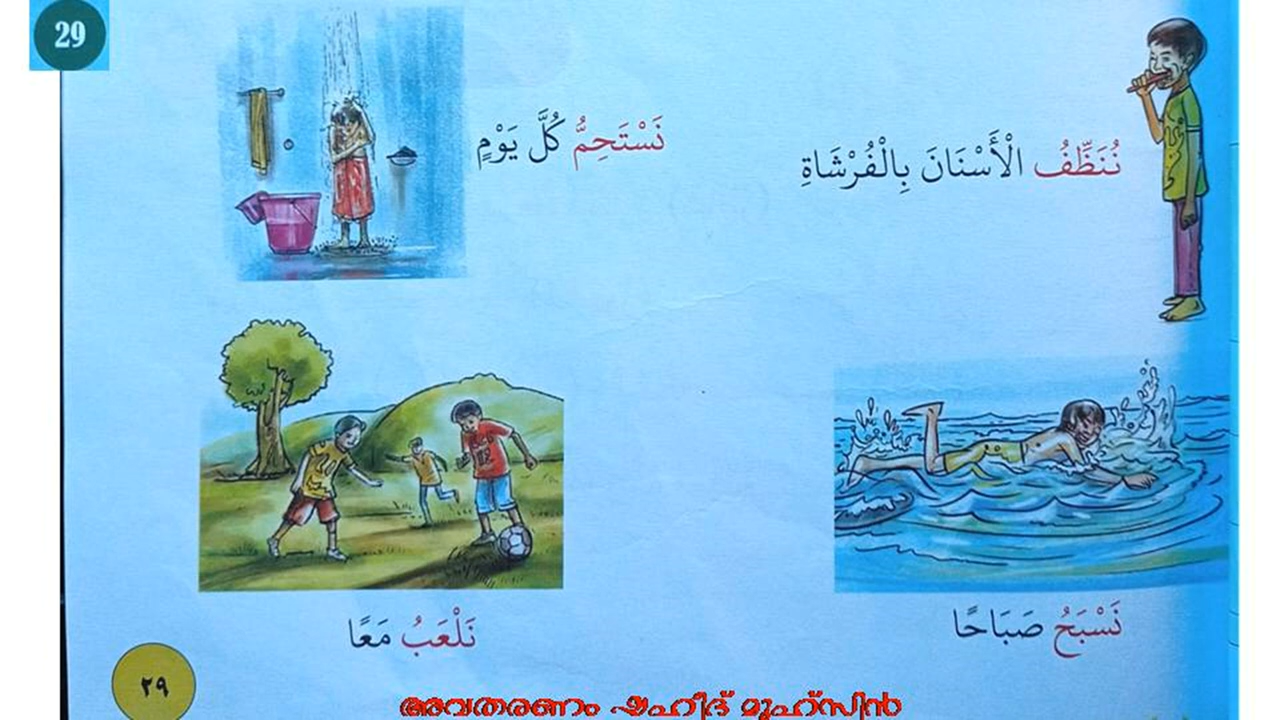 29
نُنَظِّفُ الْأَسْنَانَ بِالْفُرْشَاةِ
نَسْتَحِمُّ كُلَّ يَوْمٍ
نَسْبَحُ صَبَاحًا
نَلْعَبُ مَعًا
٢٩
അവതരണം ഷഹീദ് മുഹ്സിൻ